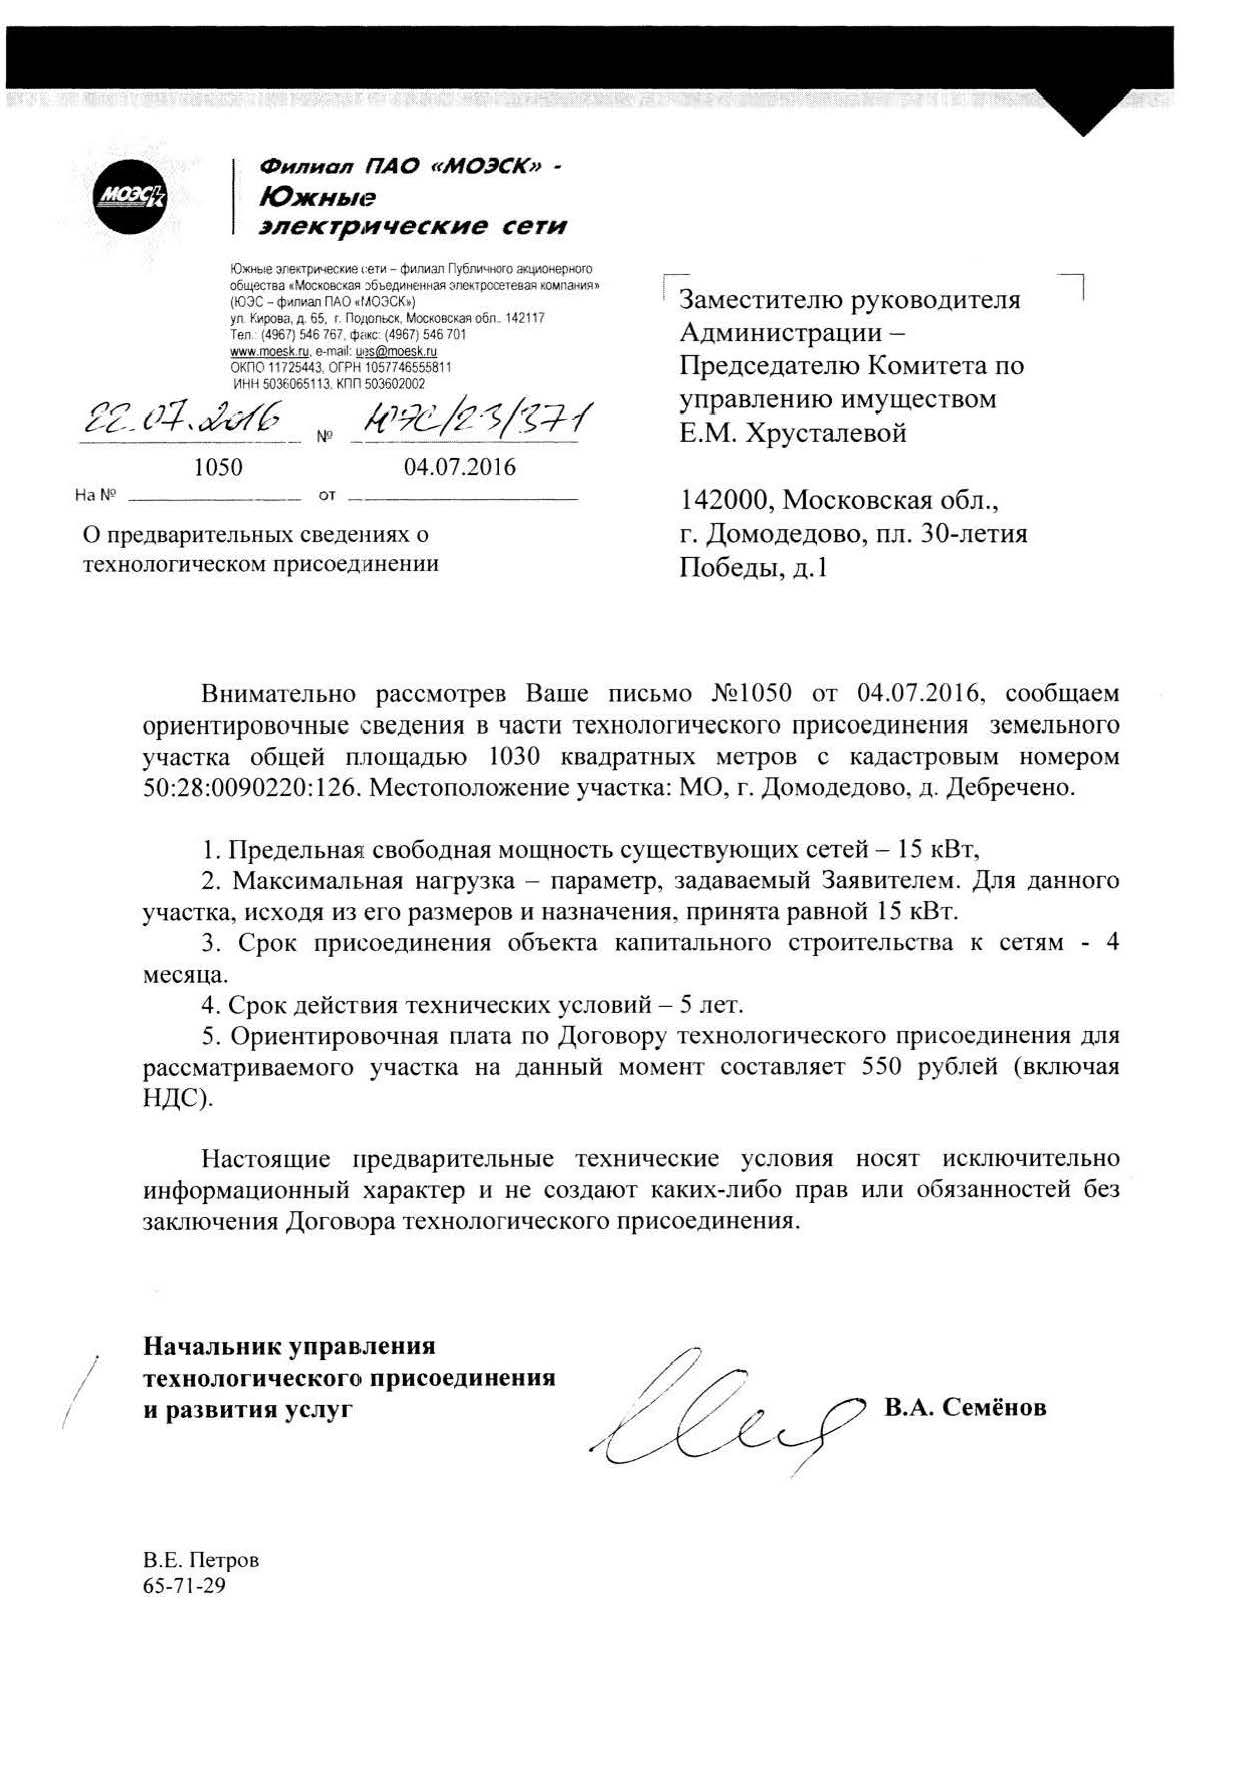 МОЭСК
Филиал ПАО «МОЭСК» -
Южные
электрические сети
Южные электрические сети – филиал Публичного акционерного
общества «Московская объединенная электросетевая компания»
(ЮЭС – филиал ПАО «МОЭСК»)
ул. Кирова, д. 65, г. Подольск, Московская обл., 142117
Тел.: (4967) 546 767, факс: (4967) 546 701
www.moesk.ru, e-mail: ues@moesk.ru
ОКПО 11725443, ОГРН 1057746555811
ИНН 5036065113, КПП 503602002
22.07.2016 № ЮЭС/23/371
1050 04.07.2016
На № от
О предварительных сведениях о
технологическом присоединении
Заместителю руководителя
Администрации –
Председателю Комитета по
управлению имуществом
Е.М. Хрусталевой
142000, Московская обл.,
г. Домодедово, пл. 30-летия
Победы, д.1
Внимательно рассмотрев Ваше письмо №1050 от 04.07.2016, сообщаем
ориентировочные сведения в части технологического присоединения земельного
участка общей площадью 1030 квадратных метров с кадастровым номером
50:28:0090220:126. Местоположение участка: МО, г. Домодедово, д. Дебречено.
1. Предельная свободная мощность существующих сетей – 15 кВт,
2. Максимальная нагрузка – параметр, задаваемый Заявителем. Для данного
участка, исходя из его размеров и назначения, принята равной 15 кВт.
3. Срок присоединения объекта капитального строительства к сетям - 4
месяца.
4. Срок действия технических условий – 5 лет.
5. Ориентировочная плата по Договору технологического присоединения для
рассматриваемого участка на данный момент составляет 550 рублей (включая
НДС).
Настоящие предварительные технические условия носят исключительно
информационный характер и не создают каких-либо прав или обязанностей без
заключения Договора технологического присоединения.
Начальник управления
технологического присоединения
и развития услуг
В.А. Семёнов
В.Е. Петров
65-71-29